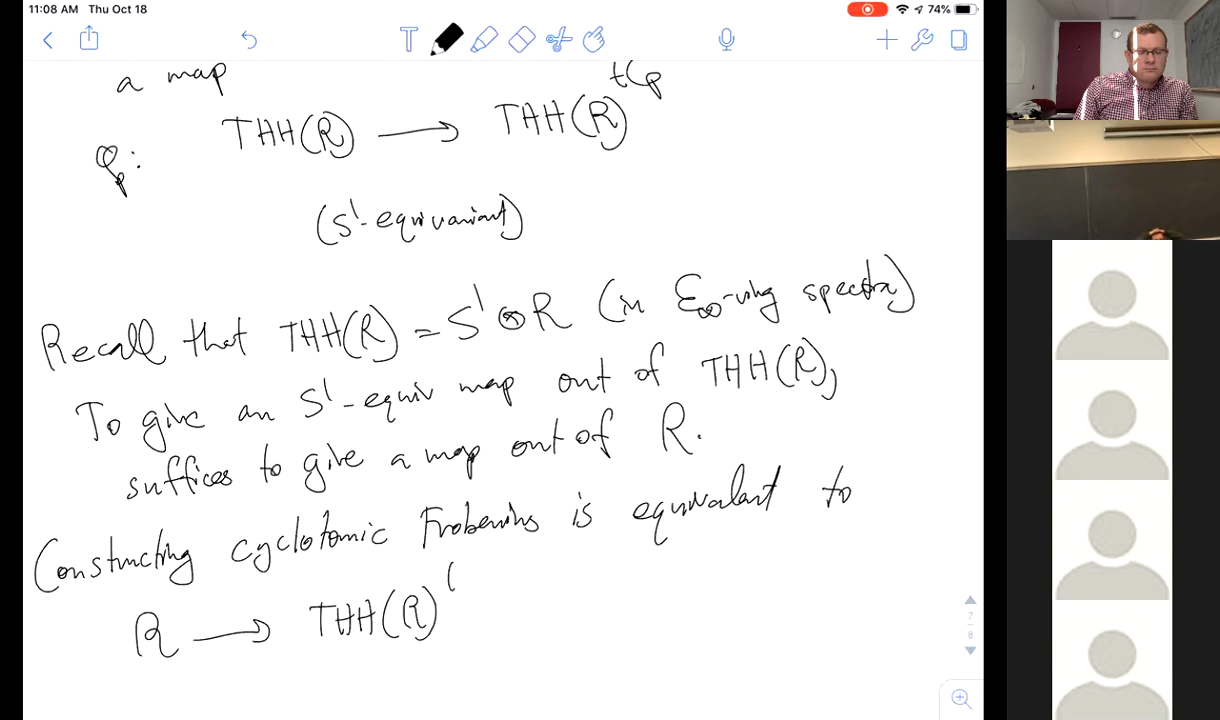 11:08 AM Thu Oct 18
74%
T
a map
φₚ: THH(R) ⟶ THH(R)^{tCₚ}
(S¹-equivariant)
Recall that THH(R) = S¹⊗R (in E∞-ring spectra)
To give an S¹-equiv map out of THH(R),
suffices to give a map out of R.
Constructing cyclotomic Frobenius is equivalent to
R ⟶ THH(R)^(
7
8